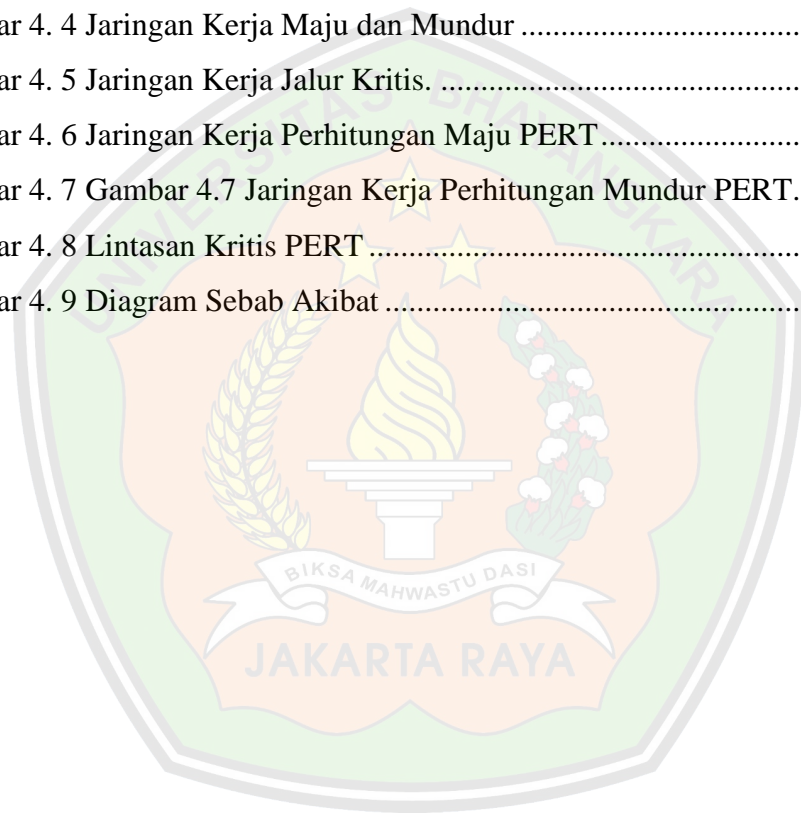 ar 4. 4 Jaringan Kerja Maju dan Mundur ....................................
ar 4. 5 Jaringan Kerja Jalur Kritis. .............................................
ar 4. 6 Jaringan Kerja Perhitungan Maju PERT.........................
ar 4. 7 Gambar 4.7 Jaringan Kerja Perhitungan Mundur PERT.
ar 4. 8 Lintasan Kritis PERT ......................................................
ar 4. 9 Diagram Sebab Akibat ....................................................
UNIVERSITAS BHAYANGKARA
BIKSA MAHWASTU DASI
JAKARTA RAYA